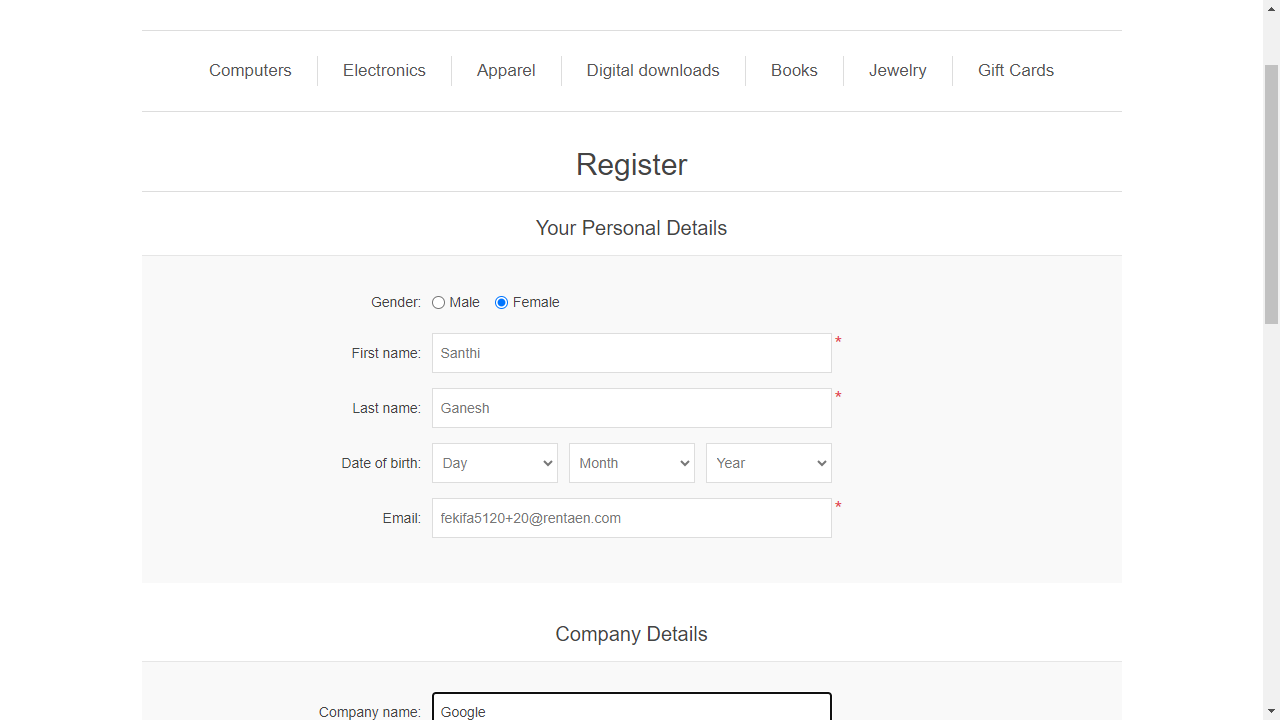 Computers Electronics Apparel Digital downloads Books Jewelry Gift Cards
Register
Your Personal Details
Gender: Male Female
First name: Santhi *
Last name: Ganesh *
Date of birth: Day Month Year
Email: fekifa5120+20@rentaen.com *
Company Details
Company name: Google